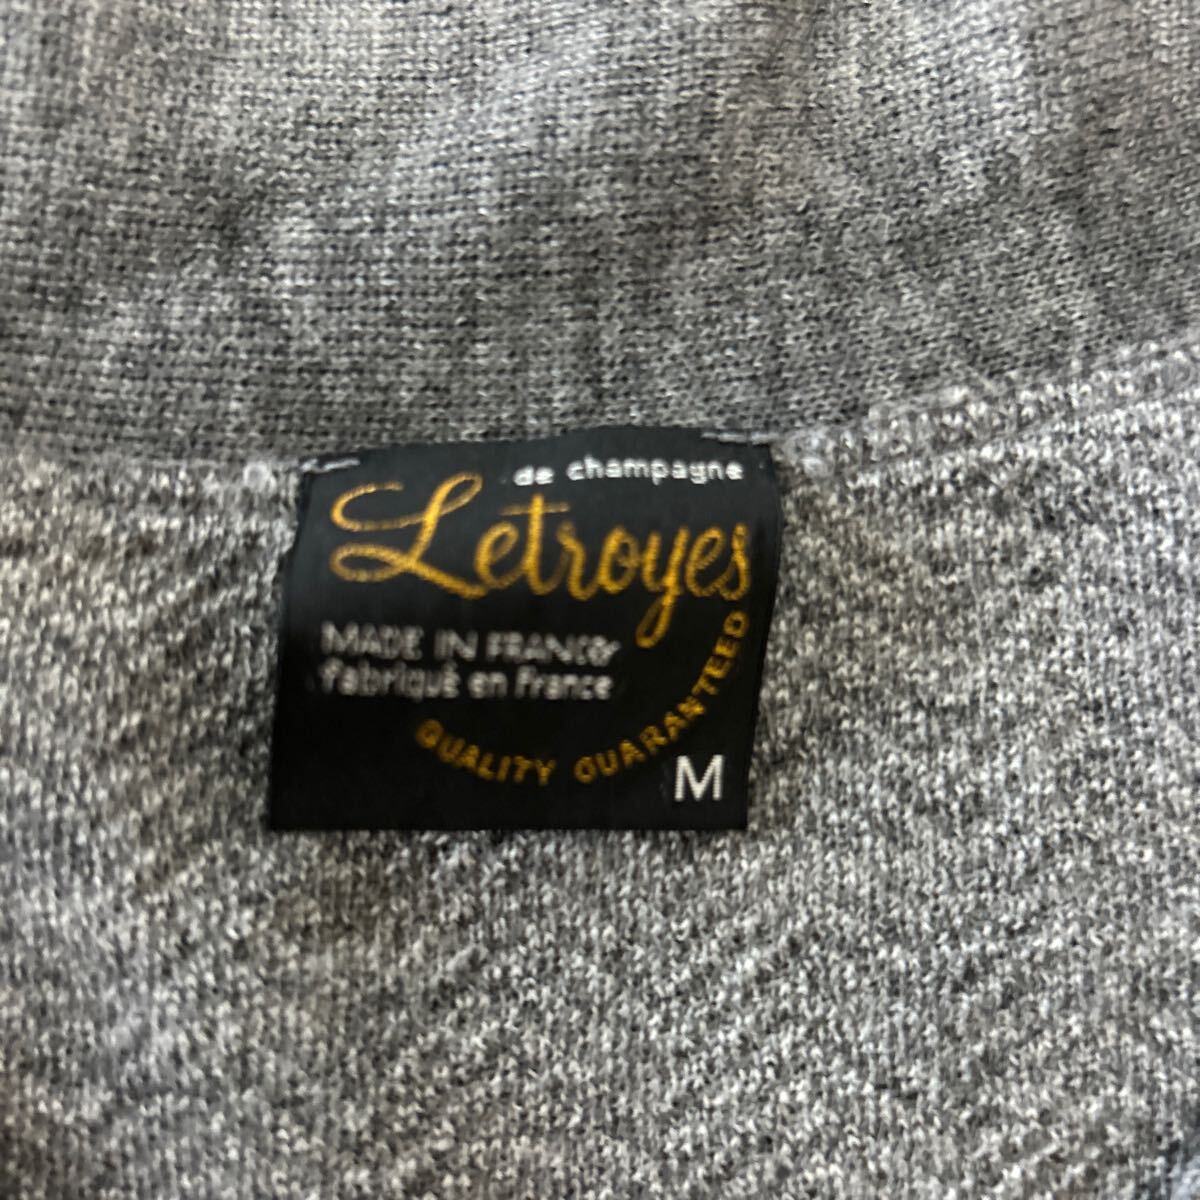 de champagne
Letroyes
MADE IN FRANCE
Fabriqué en France
QUALITY GUARANTEED
M